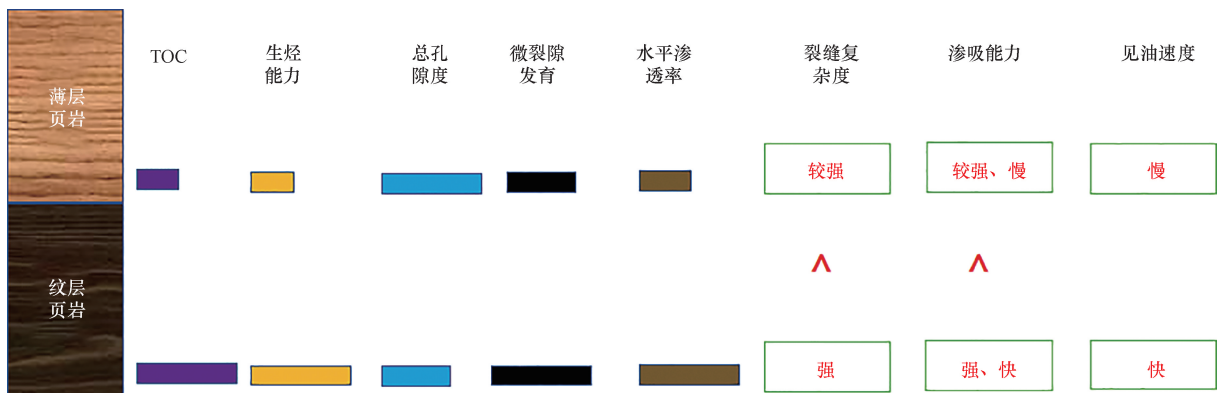 TOC
生烃
能力
总孔
隙度
微裂隙
发育
水平渗
透率
裂缝复
杂度
渗吸能力
见油速度
薄层
页岩
较强
较强、慢
慢
纹层
页岩
强
强、快
快